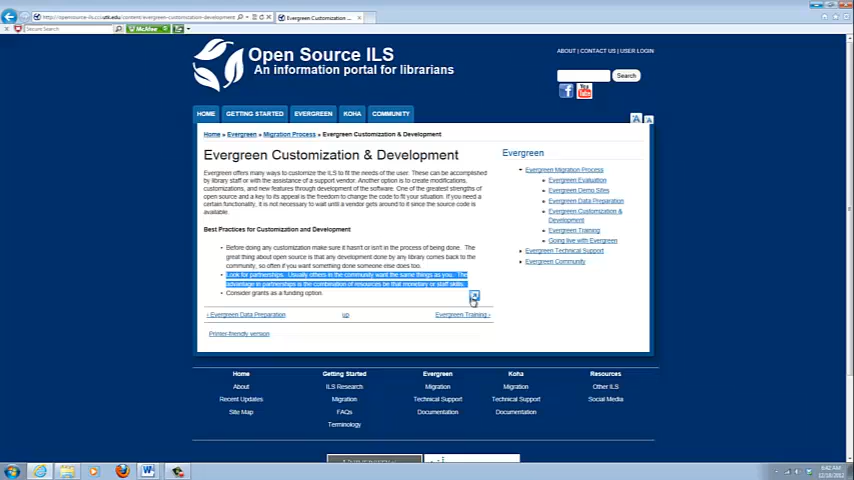 Evergreen Customization ...
Secure Search
McAfee
Open Source ILS
An information portal for librarians
ABOUT | CONTACT US | USER LOGIN
Search
You Tube
HOME
GETTING STARTED
EVERGREEN
KOHA
COMMUNITY
A A
Home » Evergreen » Migration Process » Evergreen Customization & Development
Evergreen Customization & Development
Evergreen offers many ways to customize the ILS to fit the needs of the user. These can be accomplished
by library staff or with the assistance of a support vendor. Another option is to create modifications,
customizations, and new features through development of the software. One of the greatest strengths of
open source and a key to its appeal is the freedom to change the code to fit your situation. If you need a
certain functionality, it is not necessary to wait until a vendor gets around to it since the source code is
available.
Best Practices for Customization and Development
Before doing any customization make sure it hasn't or isn't in the process of being done. The
great thing about open source is that any development done by any library comes back to the
community, so often if you want something done someone else does too.
Look for partnerships. Usually others in the community want the same things as you. The
advantage in partnerships is the combination of resources be that monetary or staff skills.
Consider grants as a funding option.
‹ Evergreen Data Preparation
up
Evergreen Training ›
Printer-friendly version
Evergreen
Evergreen Migration Process
Evergreen Evaluation
Evergreen Demo Sites
Evergreen Data Preparation
Evergreen Customization &
Development
Evergreen Training
Going live with Evergreen
Evergreen Technical Support
Evergreen Community
Home
About
Recent Updates
Site Map
Getting Started
ILS Research
Migration
FAQs
Terminology
Evergreen
Migration
Technical Support
Documentation
Koha
Migration
Technical Support
Documentation
Resources
Other ILS
Social Media
6:42 AM